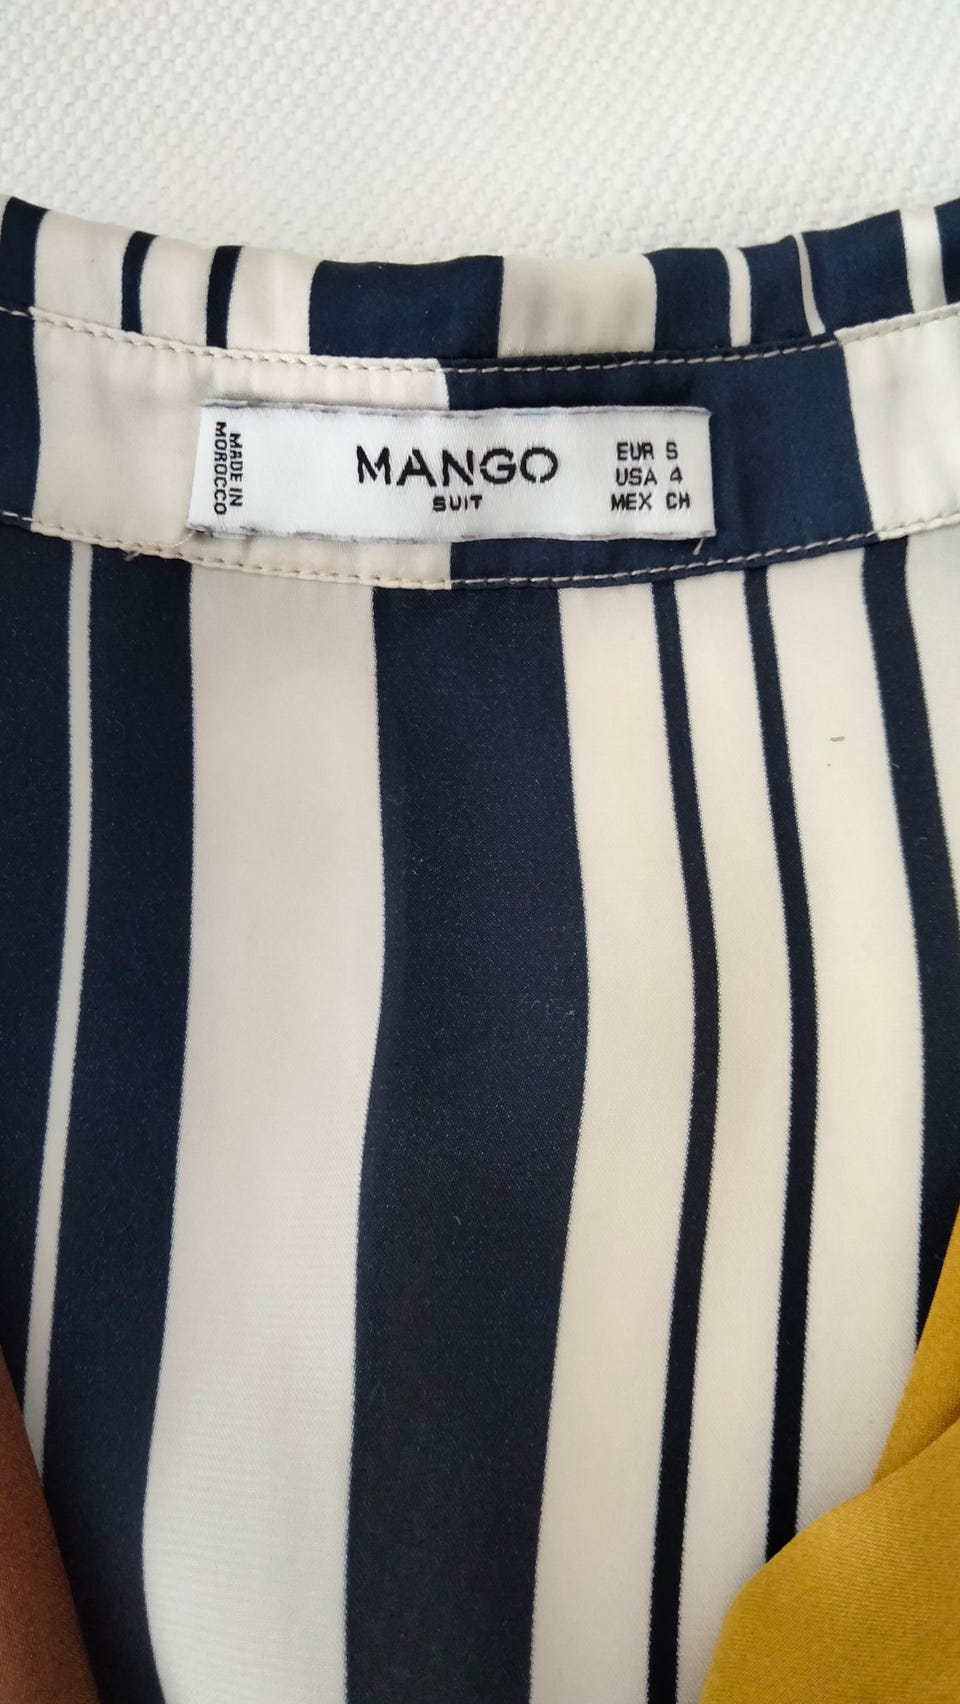 MADE IN
MOROCCO
MANGO
SUIT
EUR S
USA 4
MEX CH